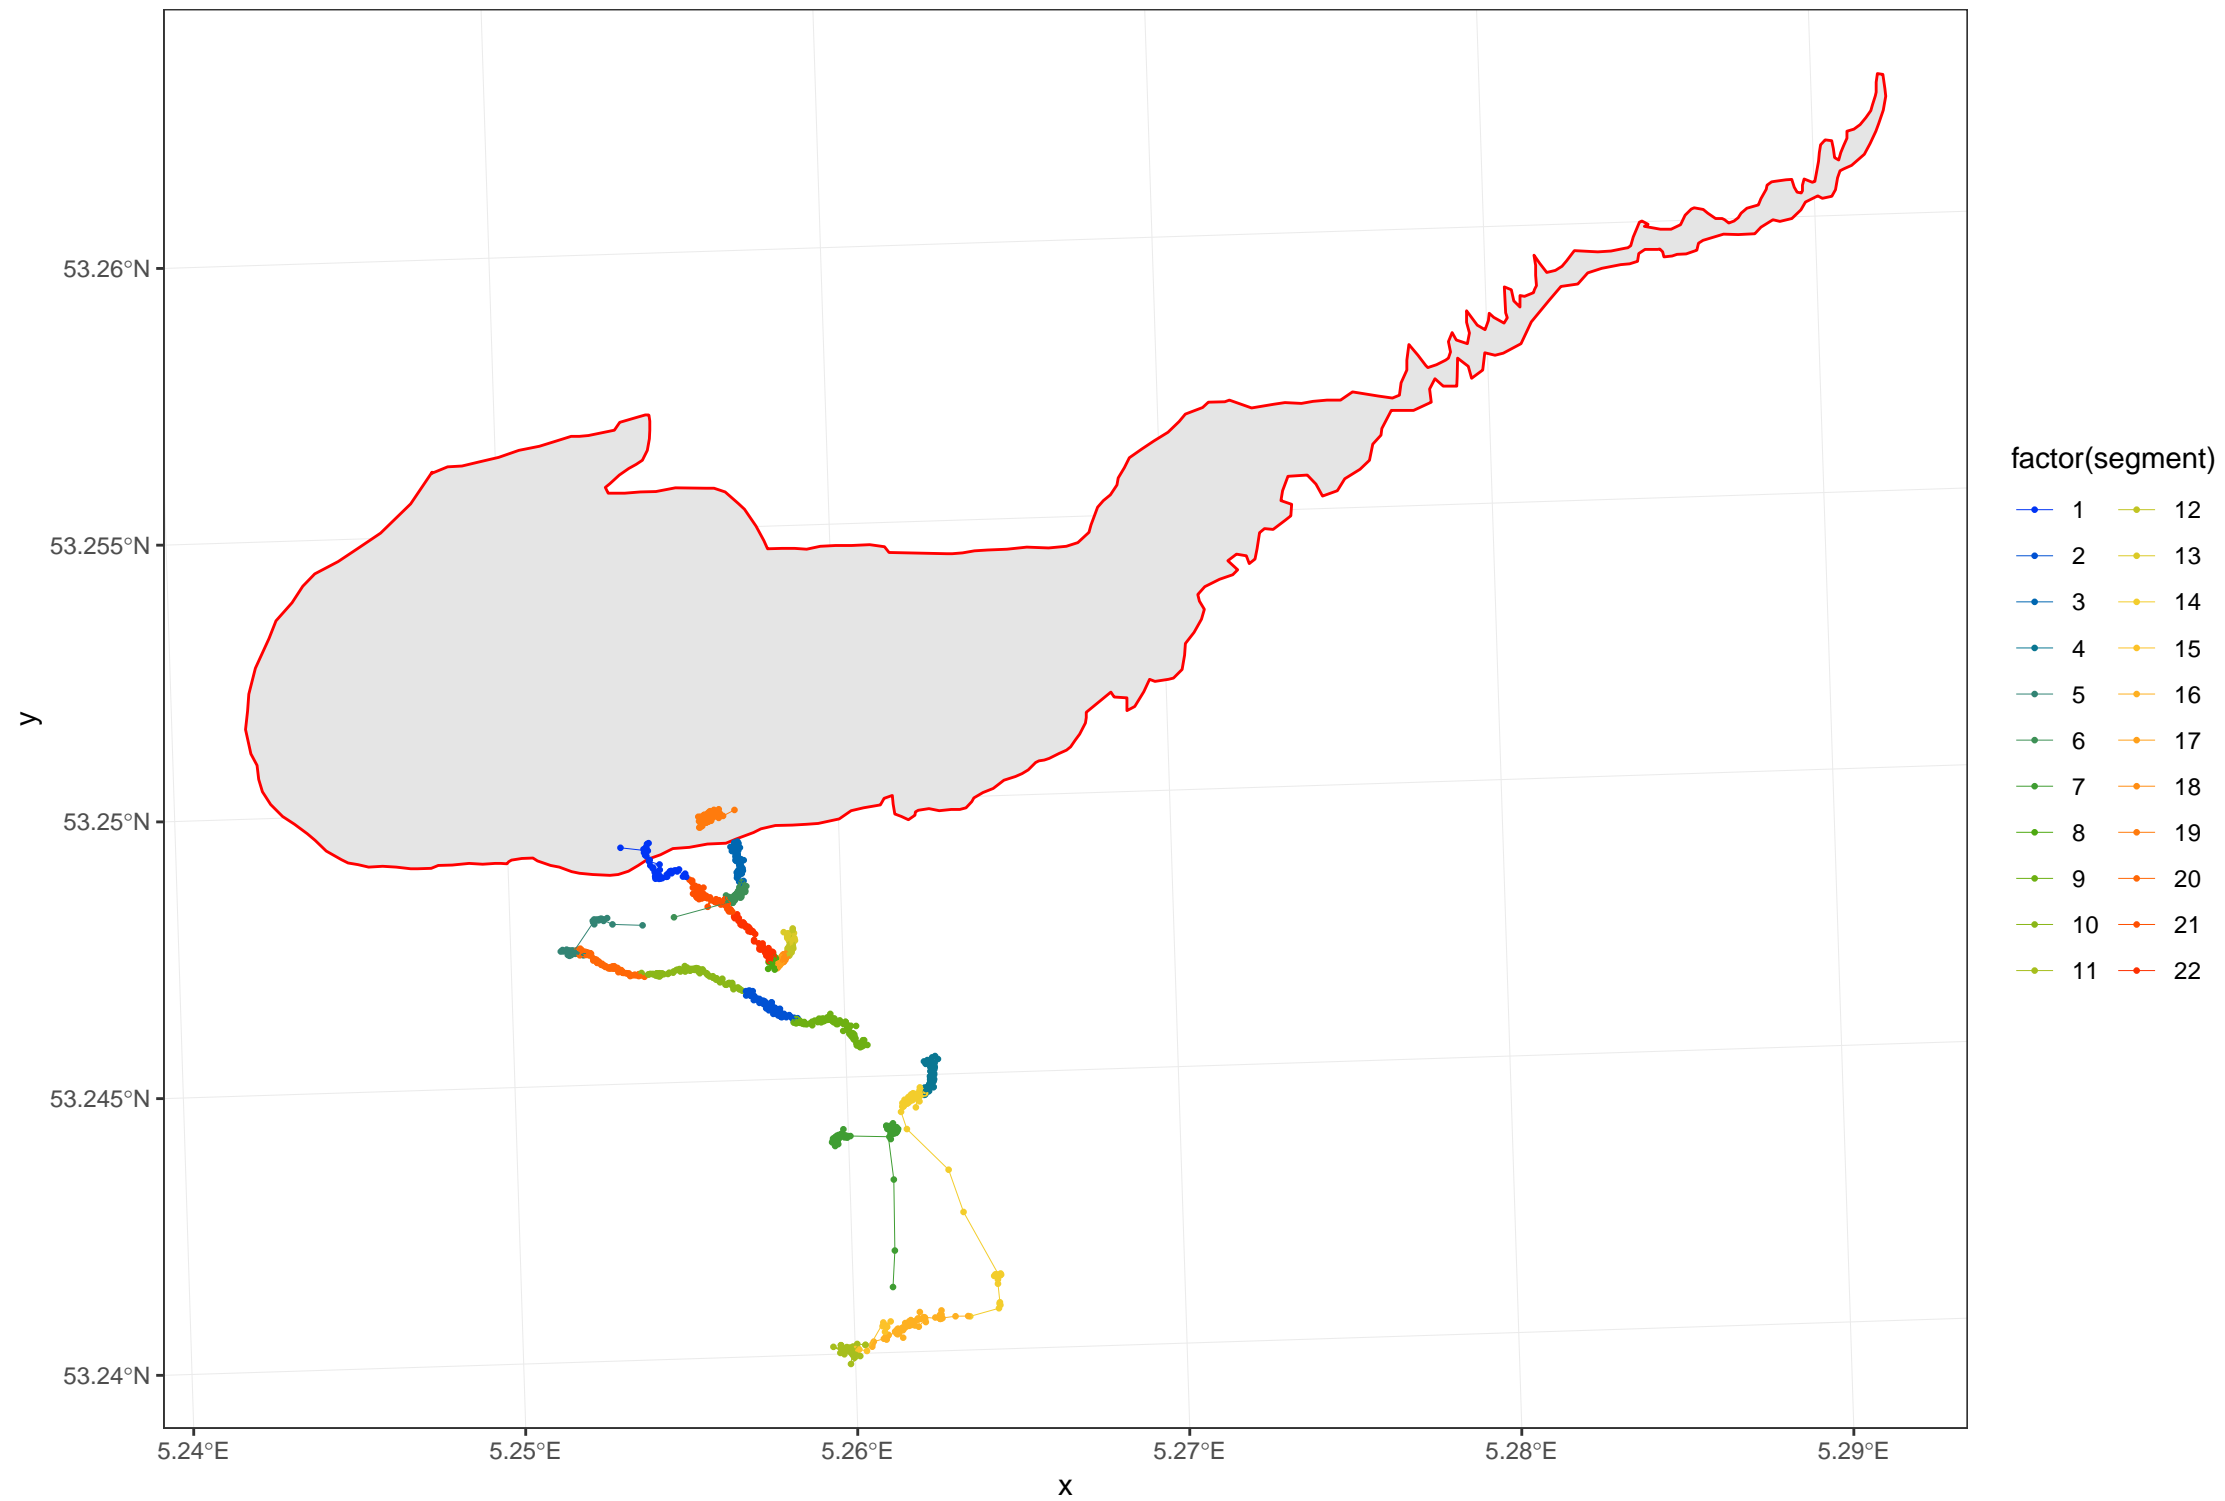 53.26°N
53.255°N
53.25°N
53.245°N
53.24°N
y
5.24°E 5.25°E 5.26°E 5.27°E 5.28°E 5.29°E
x
factor(segment)
1 12
2 13
3 14
4 15
5 16
6 17
7 18
8 19
9 20
10 21
11 22